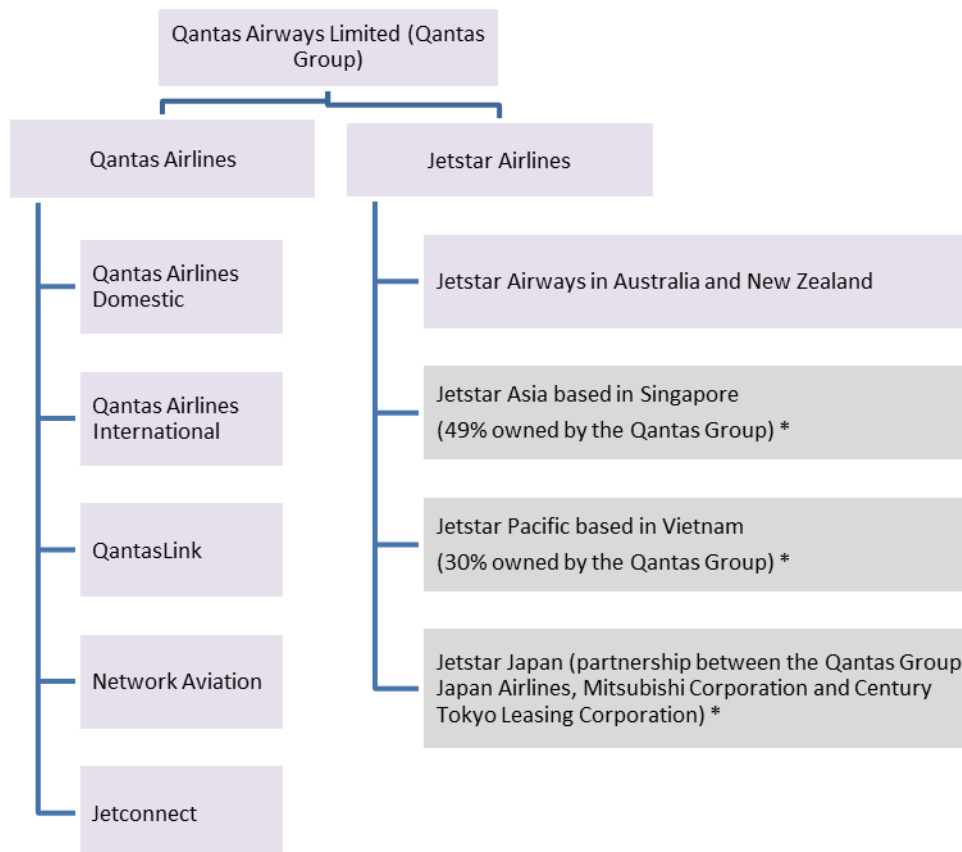 Qantas Airways Limited (Qantas
Group)
Qantas Airlines
Jetstar Airlines
Qantas Airlines
Domestic
Qantas Airlines
International
QantasLink
Network Aviation
Jetconnect
Jetstar Airways in Australia and New Zealand
Jetstar Asia based in Singapore
(49% owned by the Qantas Group) *
Jetstar Pacific based in Vietnam
(30% owned by the Qantas Group) *
Jetstar Japan (partnership between the Qantas Group
Japan Airlines, Mitsubishi Corporation and Century
Tokyo Leasing Corporation) *